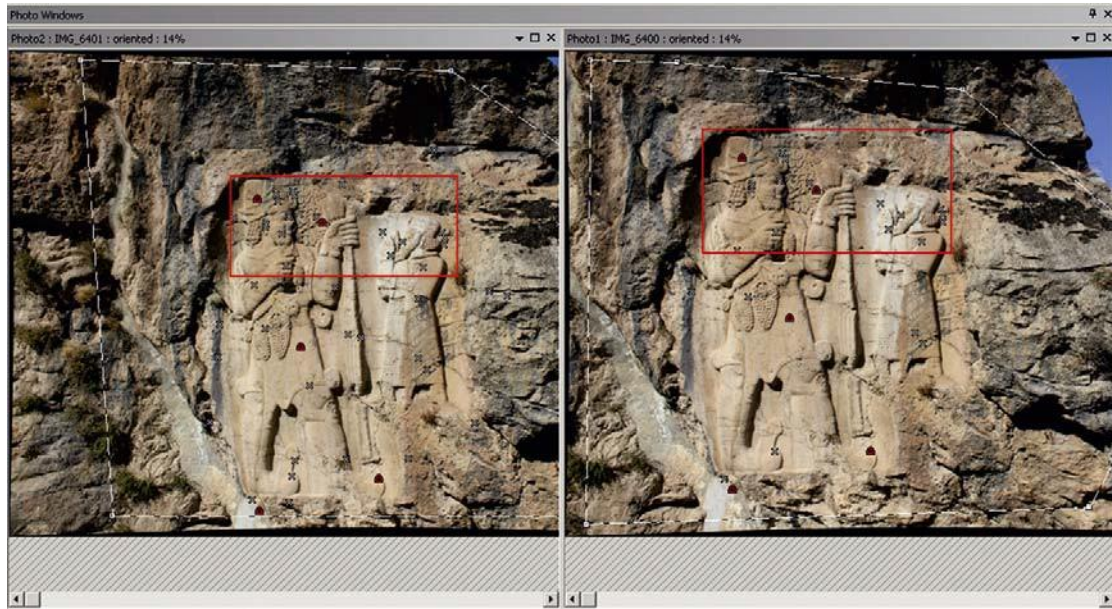 Photo Windows
Photo2 : IMG_6401 : oriented : 14%
Photo1 : IMG_6400 : oriented : 14%